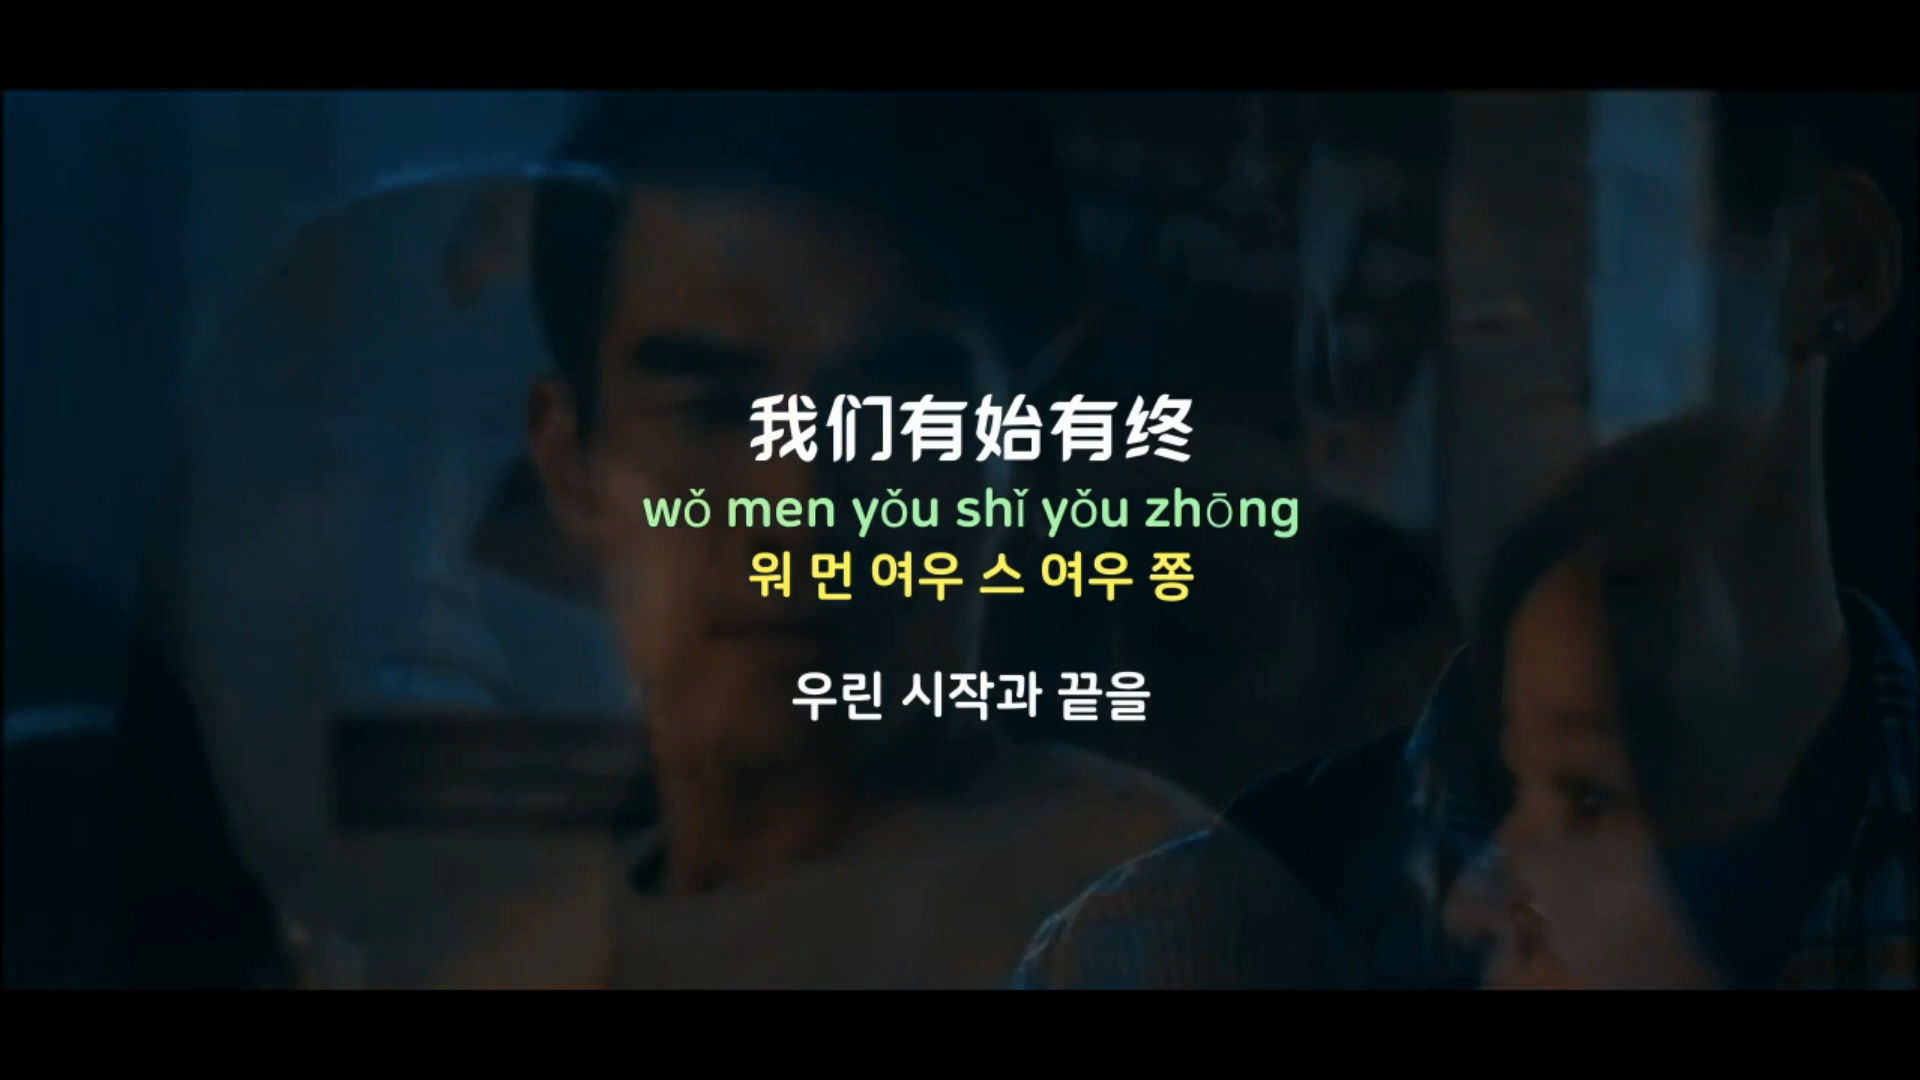 我们有始有终
wǒ men yǒu shǐ yǒu zhōng
워 먼 여우 스 여우 쫑
우린 시작과 끝을